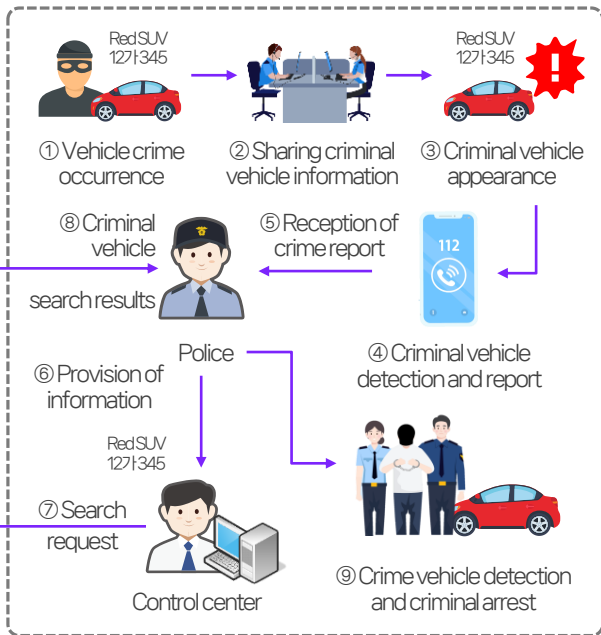 Red SUV
12가345
Red SUV
12가345
① Vehicle crime
occurrence
② Sharing criminal
vehicle information
③ Criminal vehicle
appearance
⑧ Criminal
vehicle
search results
⑤ Reception of
crime report
112
Police
④ Criminal vehicle
detection and report
⑥ Provision of
information
Red SUV
12가345
⑦ Search
request
Control center
⑨ Crime vehicle detection
and criminal arrest